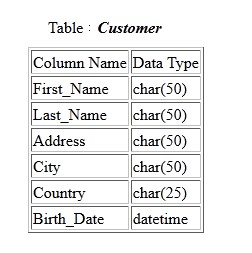 Table：Customer
Column Name Data Type
First_Name char(50)
Last_Name char(50)
Address char(50)
City char(50)
Country char(25)
Birth_Date datetime